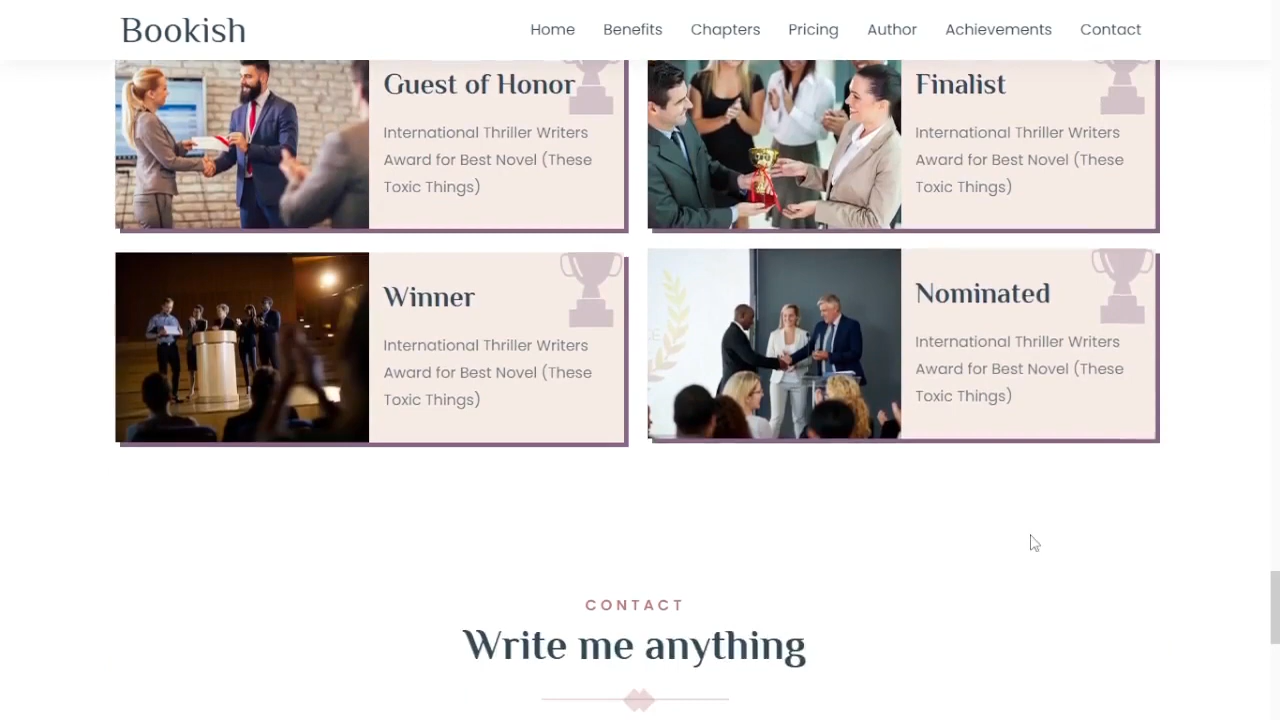 Bookish
Home Benefits Chapters Pricing Author Achievements Contact
Guest of Honor
International Thriller Writers
Award for Best Novel (These
Toxic Things)
Finalist
International Thriller Writers
Award for Best Novel (These
Toxic Things)
Winner
International Thriller Writers
Award for Best Novel (These
Toxic Things)
Nominated
International Thriller Writers
Award for Best Novel (These
Toxic Things)
CONTACT
Write me anything